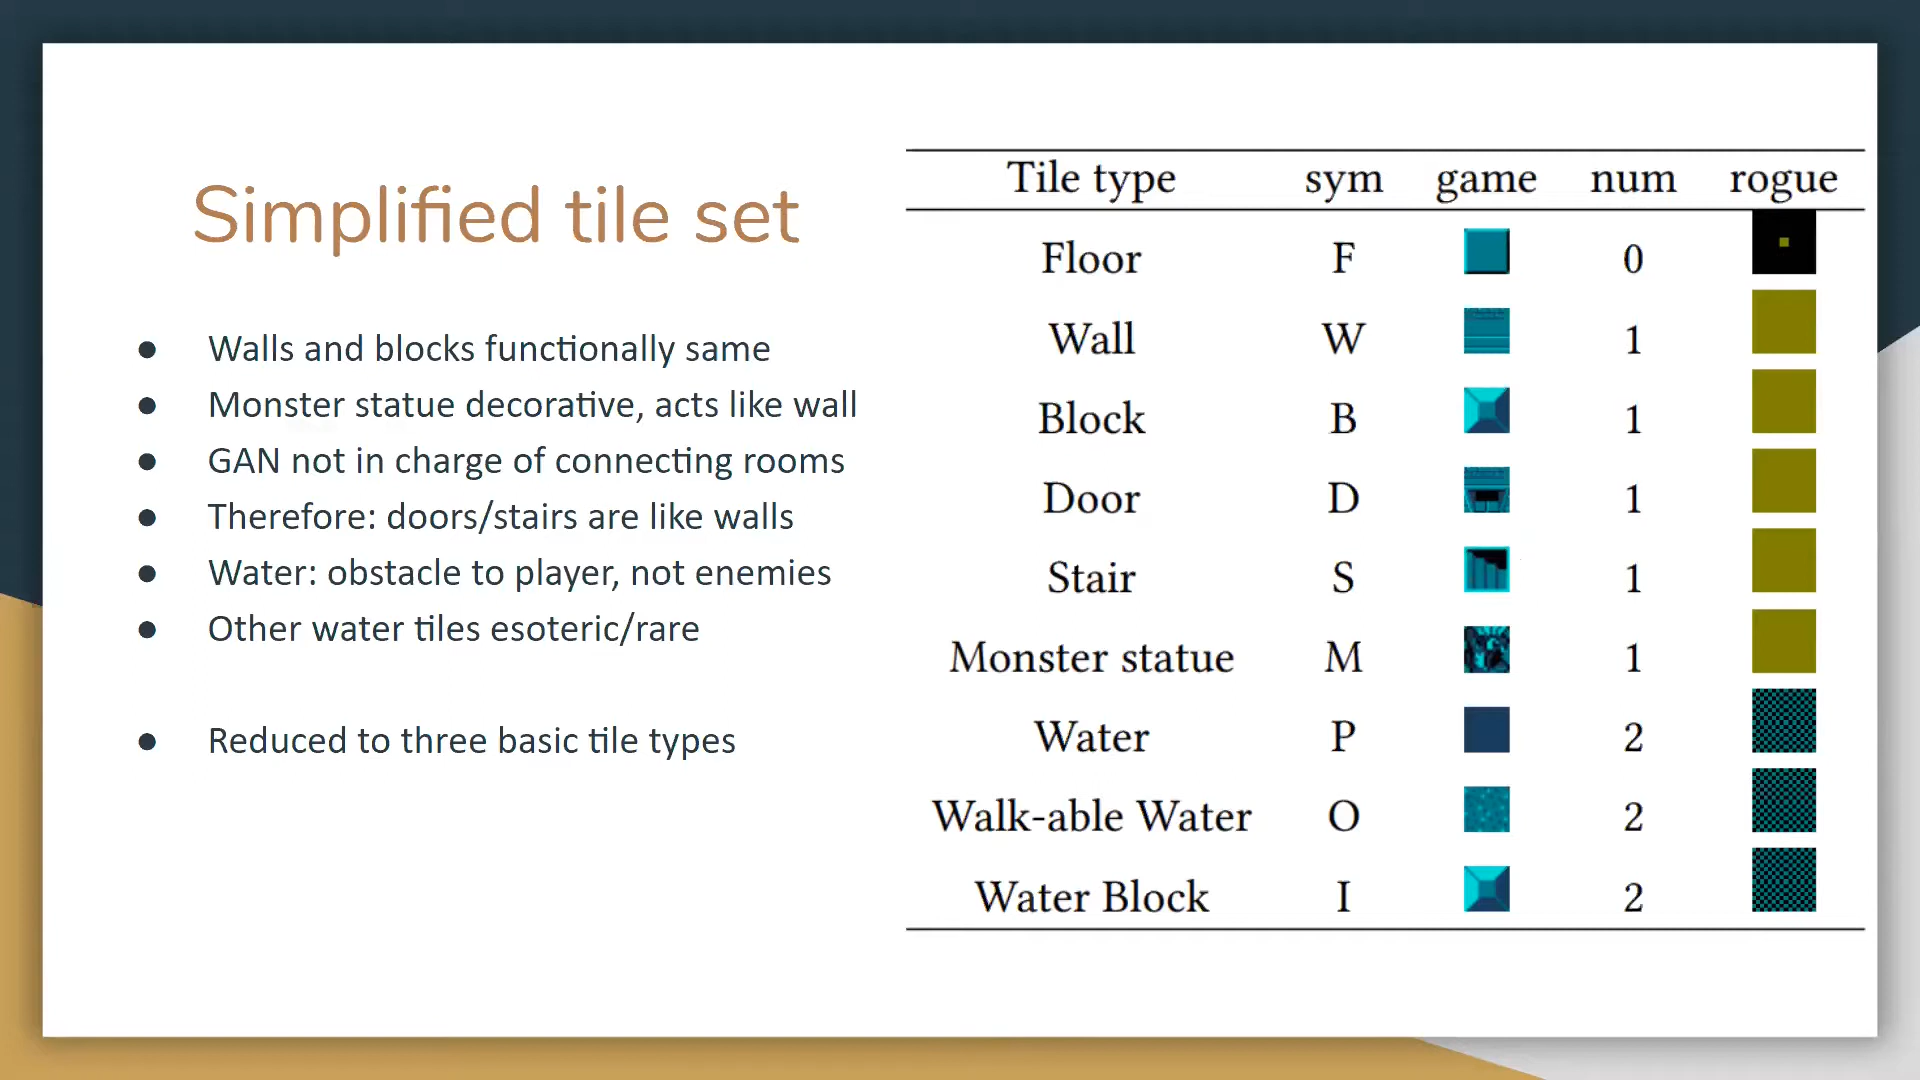 Simplified tile set
● Walls and blocks functionally same
● Monster statue decorative, acts like wall
● GAN not in charge of connecting rooms
● Therefore: doors/stairs are like walls
● Water: obstacle to player, not enemies
● Other water tiles esoteric/rare
● Reduced to three basic tile types
Tile type sym game num rogue
Floor F 0
Wall W 1
Block B 1
Door D 1
Stair S 1
Monster statue M 1
Water P 2
Walk-able Water O 2
Water Block I 2